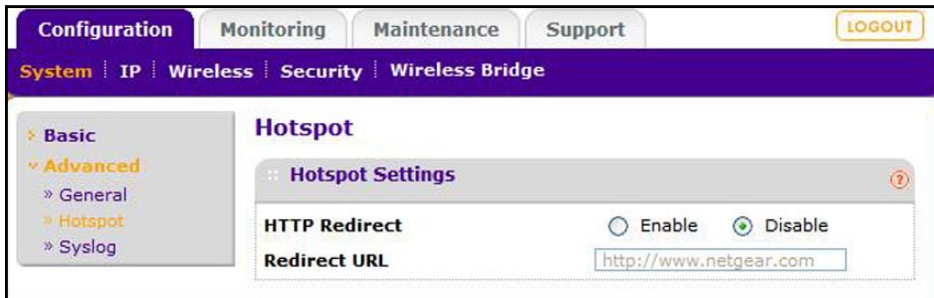 Configuration Monitoring Maintenance Support LOGOUT
System IP Wireless Security Wireless Bridge
Basic
Advanced
» General
» Hotspot
» Syslog
Hotspot
Hotspot Settings ?
HTTP Redirect Enable Disable
Redirect URL http://www.netgear.com